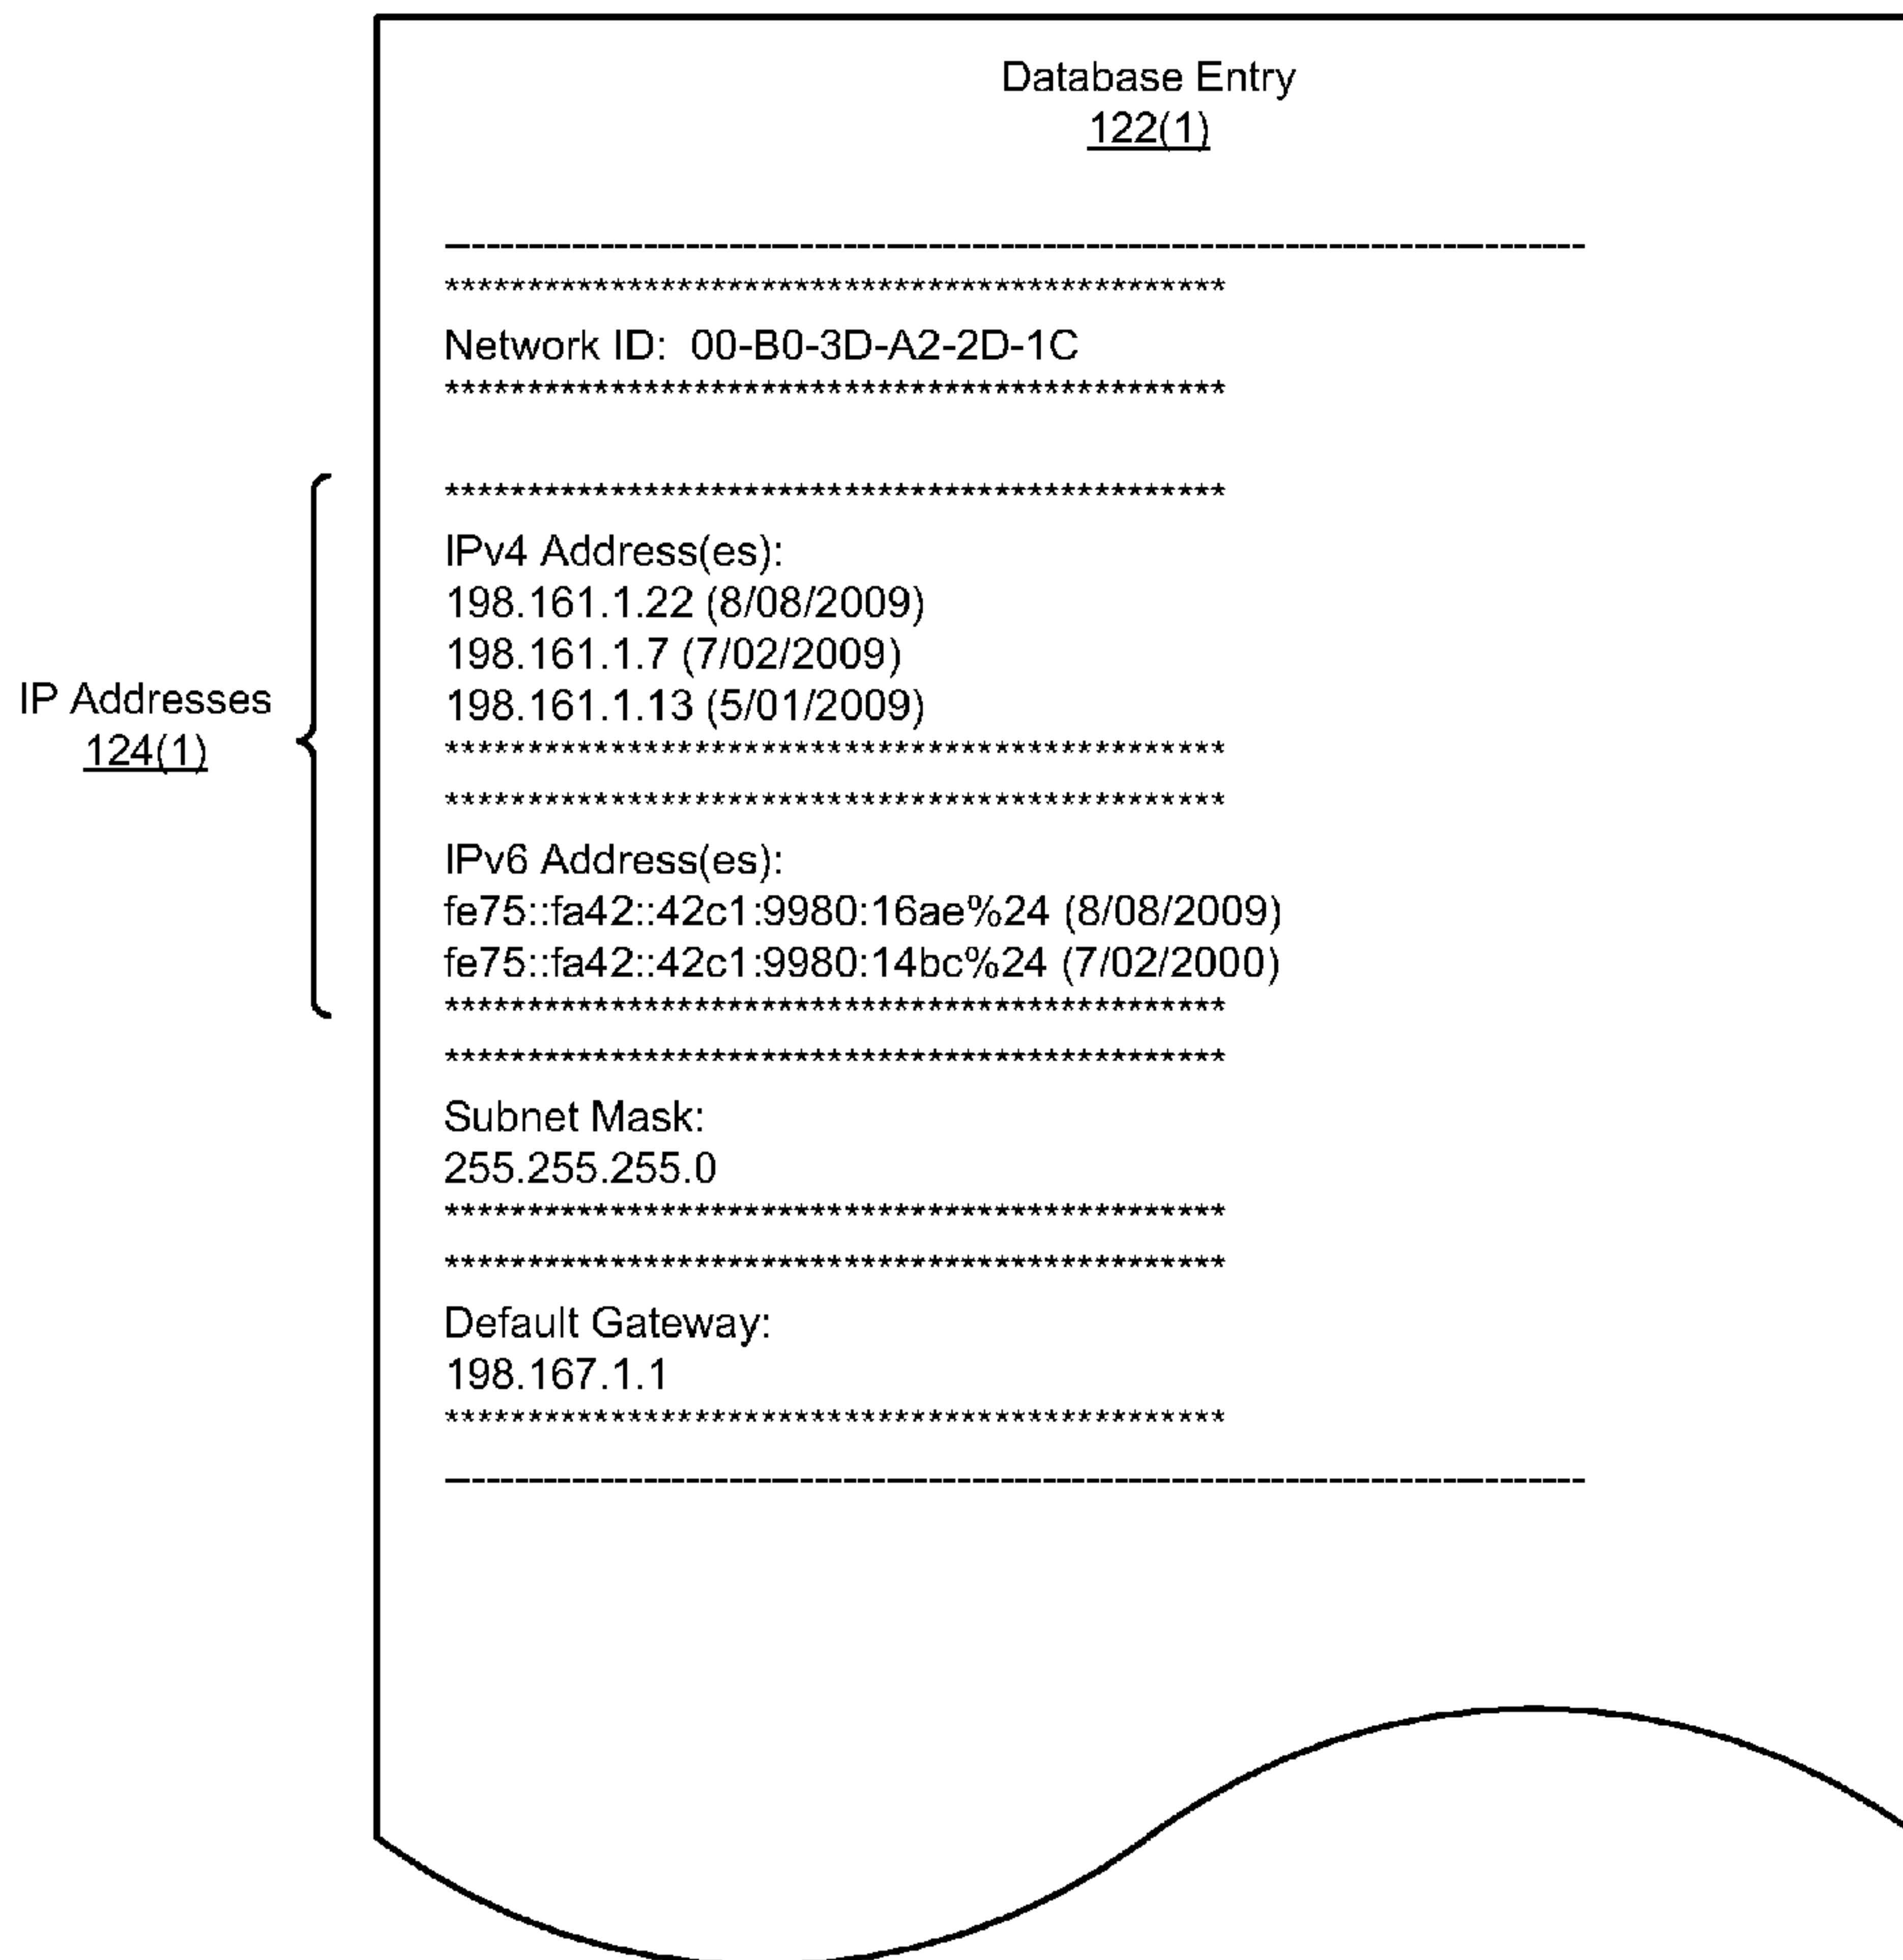 Database Entry
122(1)
--------------------------------------------------------------------------------
***********************************************
Network ID:  00-B0-3D-A2-2D-1C
***********************************************
***********************************************
IPv4 Address(es):
198.161.1.22 (8/08/2009)
198.161.1.7 (7/02/2009)
198.161.1.13 (5/01/2009)
***********************************************
***********************************************
IPv6 Address(es):
fe75::fa42::42c1:9980:16ae%24 (8/08/2009)
fe75::fa42::42c1:9980:14bc%24 (7/02/2000)
***********************************************
***********************************************
Subnet Mask:
255.255.255.0
***********************************************
***********************************************
Default Gateway:
198.167.1.1
***********************************************
--------------------------------------------------------------------------------
IP Addresses
124(1)